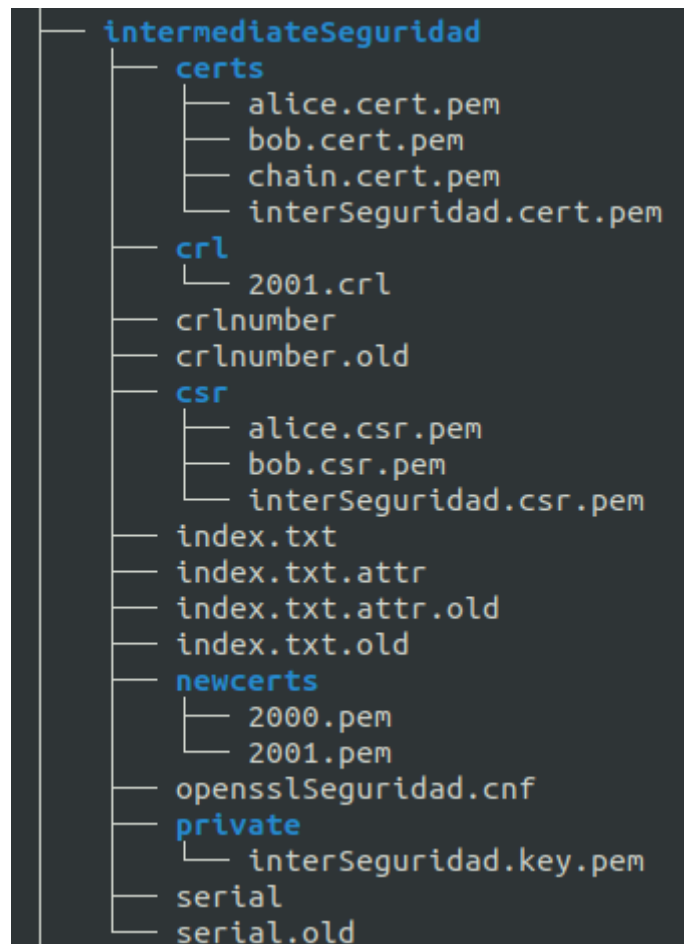 intermediateSeguridad
certs
alice.cert.pem
bob.cert.pem
chain.cert.pem
interSeguridad.cert.pem
crl
2001.crl
crlnumber
crlnumber.old
csr
alice.csr.pem
bob.csr.pem
interSeguridad.csr.pem
index.txt
index.txt.attr
index.txt.attr.old
index.txt.old
newcerts
2000.pem
2001.pem
opensslSeguridad.cnf
private
interSeguridad.key.pem
serial
serial.old